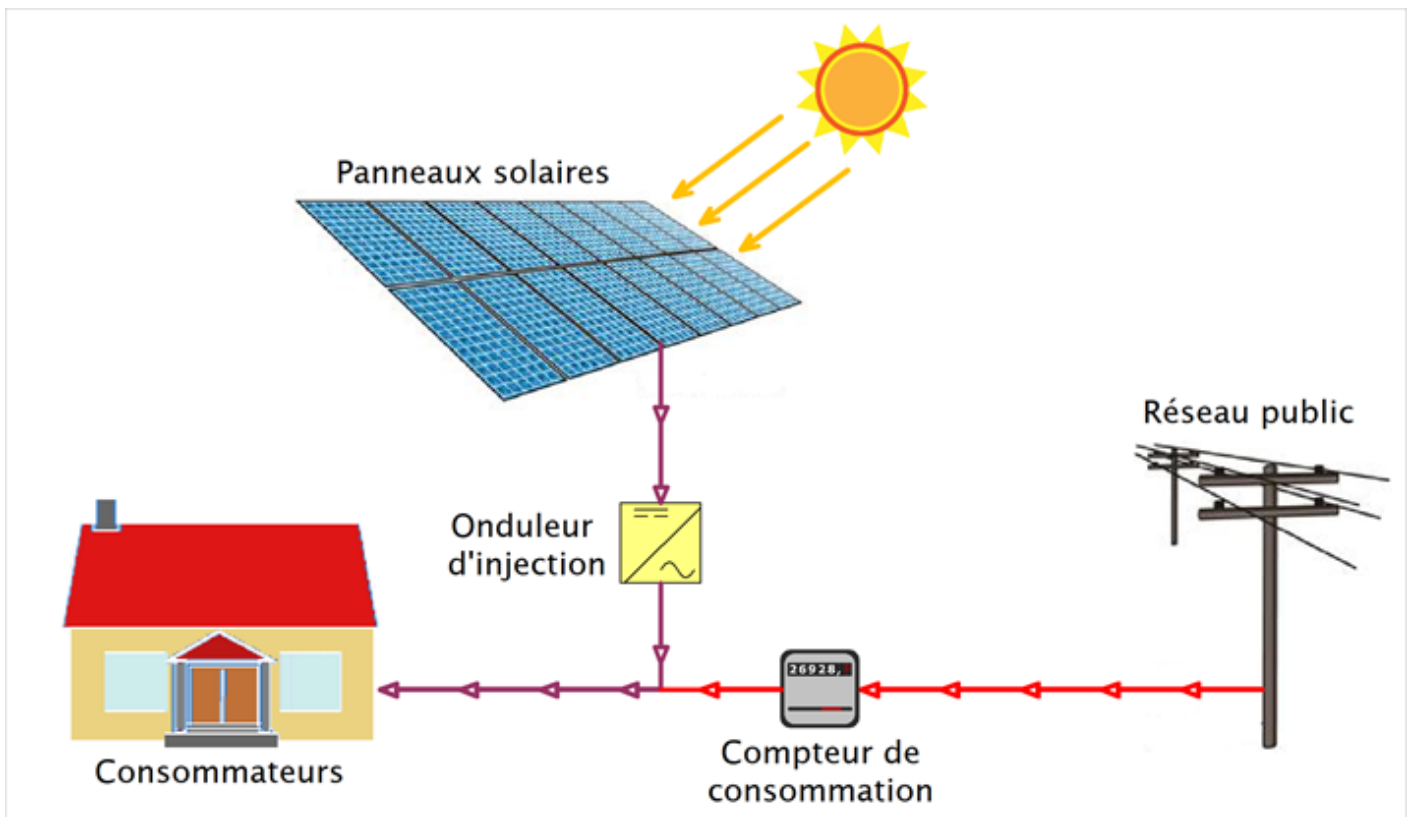 Panneaux solaires
Réseau public
Onduleur
d'injection
26928,
Compteur de
consommation
Consommateurs